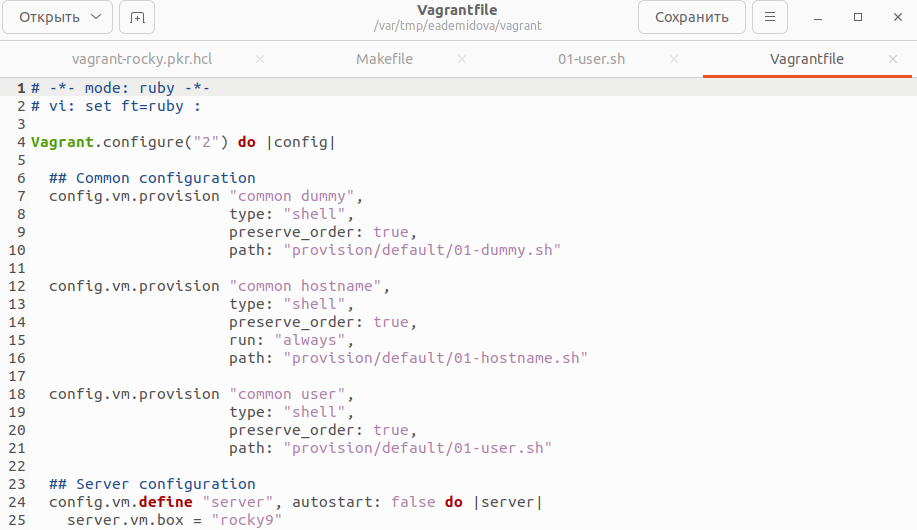 Открыть
Vagrantfile
/var/tmp/eademidova/vagrant
Сохранить
vagrant-rocky.pkr.hcl
Makefile
01-user.sh
Vagrantfile
1 # -*- mode: ruby -*-
2 # vi: set ft=ruby :
3
4 Vagrant.configure("2") do |config|
5
6   ## Common configuration
7   config.vm.provision "common dummy",
8                       type: "shell",
9                       preserve_order: true,
10                       path: "provision/default/01-dummy.sh"
11
12   config.vm.provision "common hostname",
13                       type: "shell",
14                       preserve_order: true,
15                       run: "always",
16                       path: "provision/default/01-hostname.sh"
17
18   config.vm.provision "common user",
19                       type: "shell",
20                       preserve_order: true,
21                       path: "provision/default/01-user.sh"
22
23   ## Server configuration
24   config.vm.define "server", autostart: false do |server|
25     server.vm.box = "rocky9"